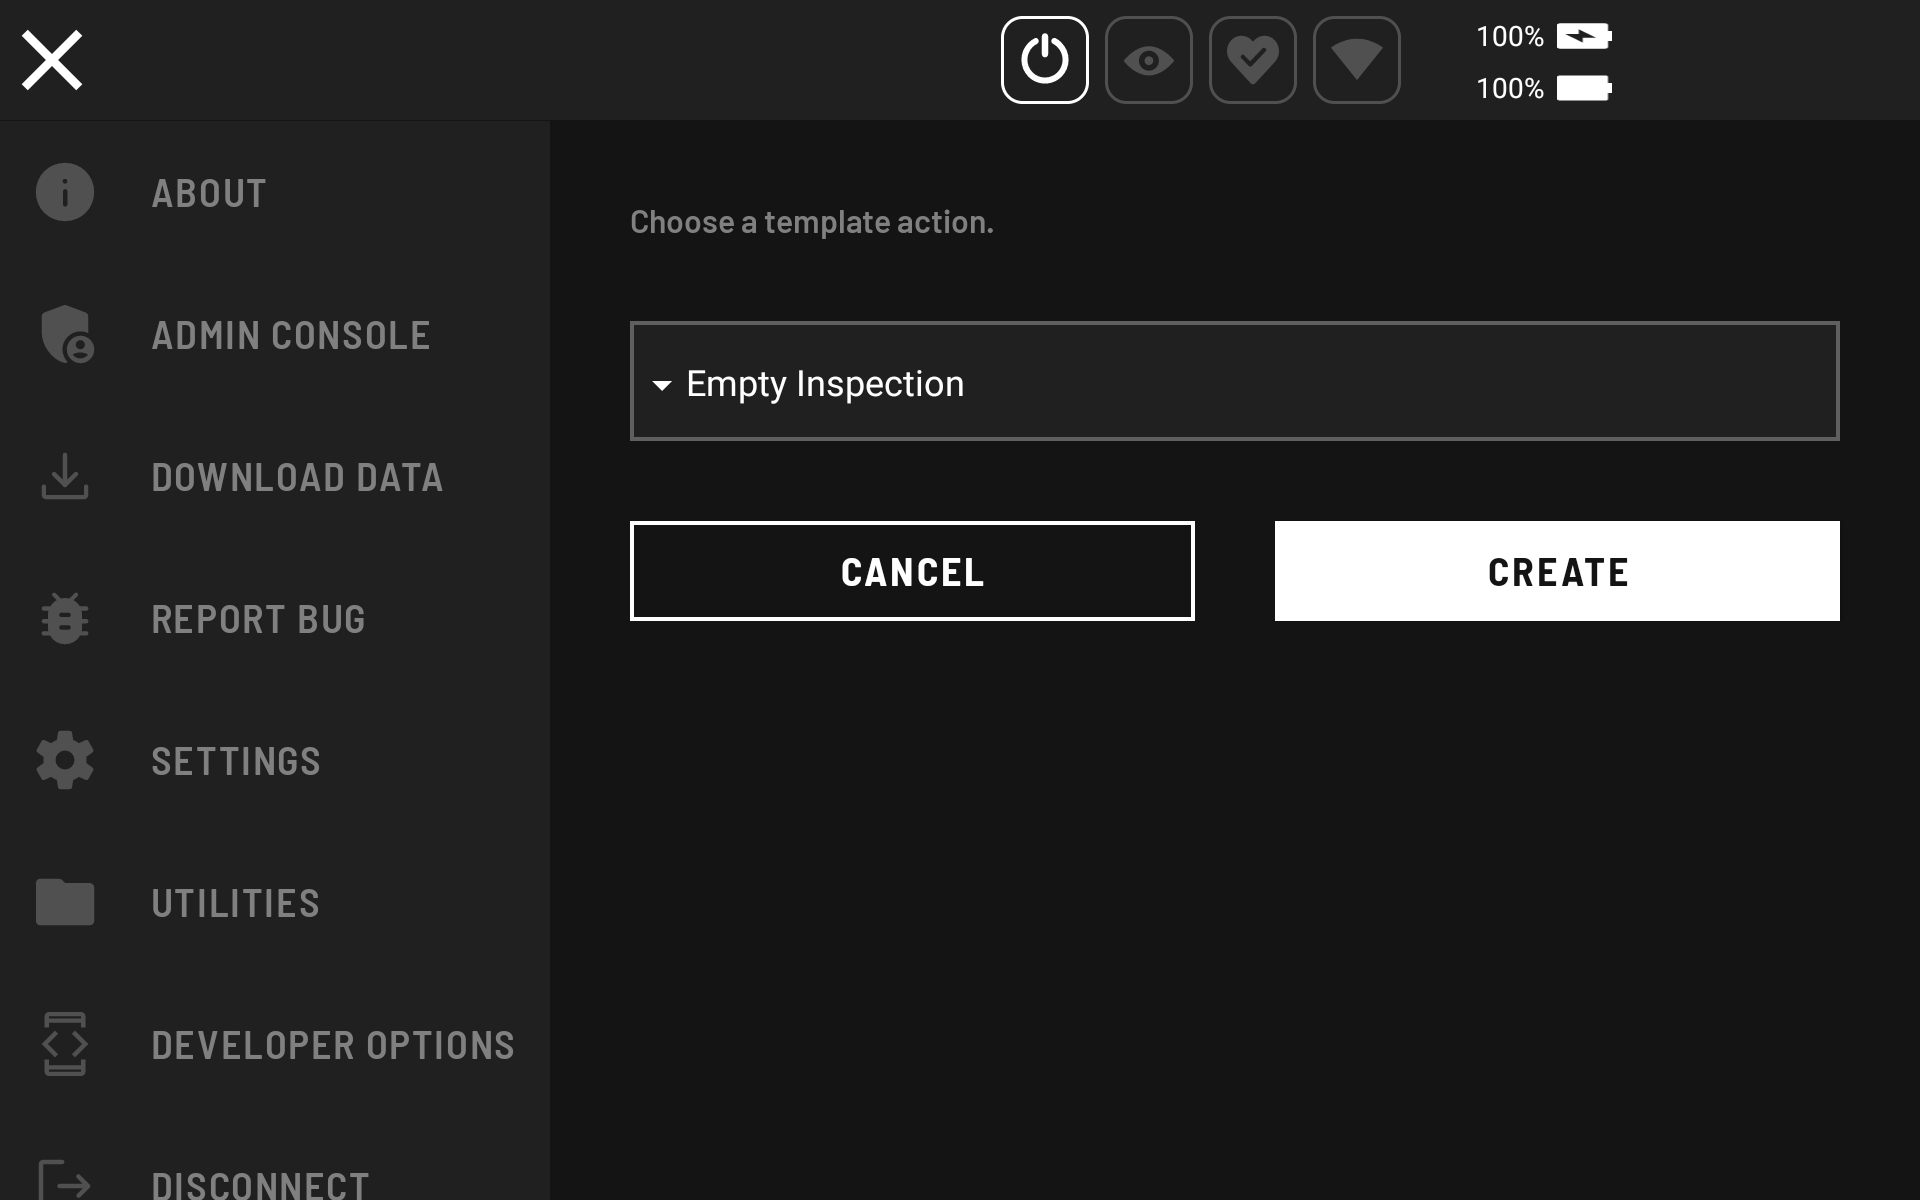 100%
100%
ABOUT
ADMIN CONSOLE
DOWNLOAD DATA
REPORT BUG
SETTINGS
UTILITIES
DEVELOPER OPTIONS
DISCONNECT
Choose a template action.
Empty Inspection
CANCEL
CREATE